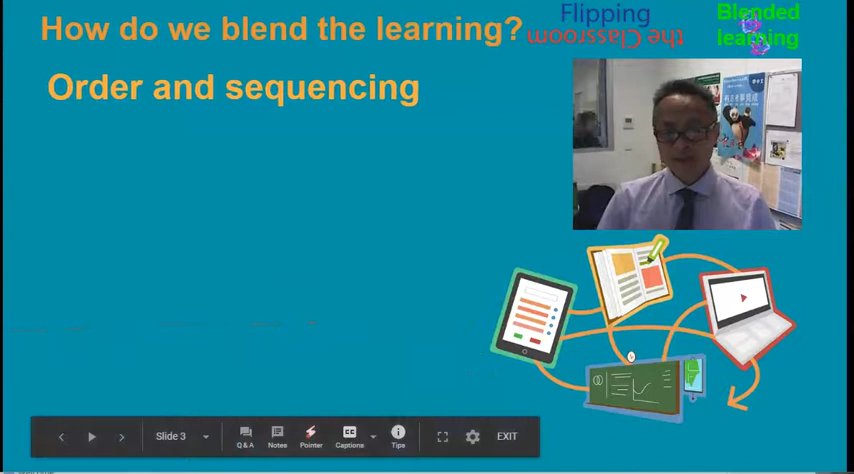 How do we blend the learning?
Order and sequencing
Flipping
the Classroom
Blended
learning
Slide 3
Q & A
Notes
Pointer
Captions
Tips
EXIT